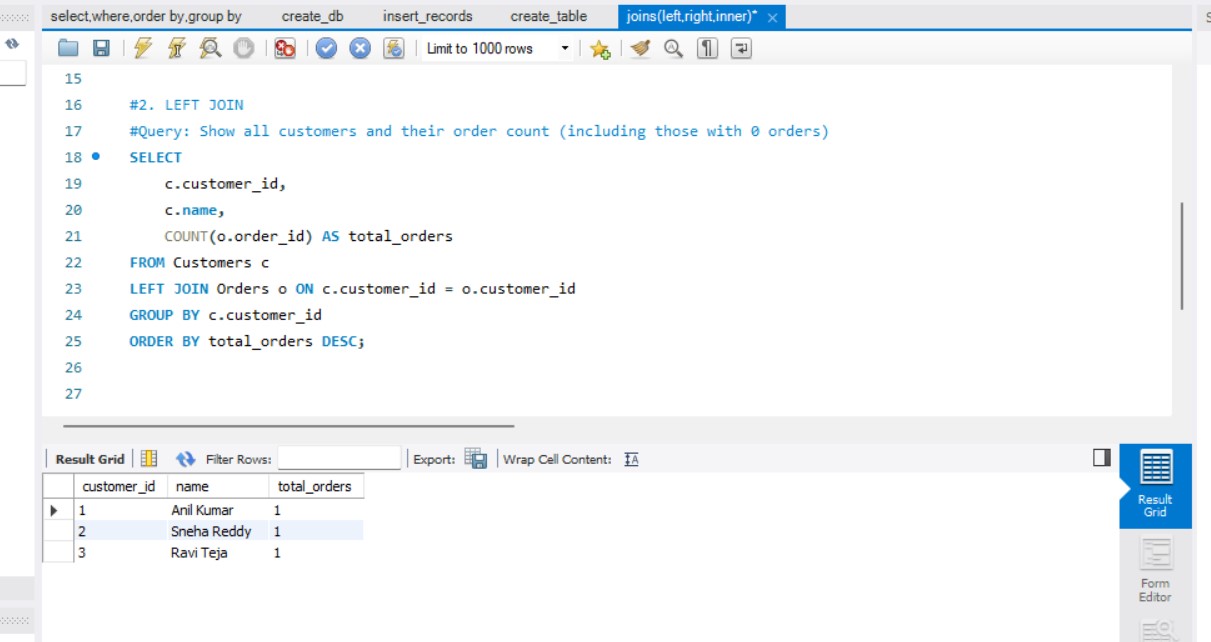 select,where,order by,group by create_db insert_records create_table joins(left,right,inner)* ×
Limit to 1000 rows
15
16 #2. LEFT JOIN
17 #Query: Show all customers and their order count (including those with 0 orders)
18 SELECT
19 c.customer_id,
20 c.name,
21 COUNT(o.order_id) AS total_orders
22 FROM Customers c
23 LEFT JOIN Orders o ON c.customer_id = o.customer_id
24 GROUP BY c.customer_id
25 ORDER BY total_orders DESC;
26
27
Result Grid Filter Rows: Export: Wrap Cell Content:
customer_id name total_orders
1 Anil Kumar 1
2 Sneha Reddy 1
3 Ravi Teja 1
Result
Grid
Form
Editor